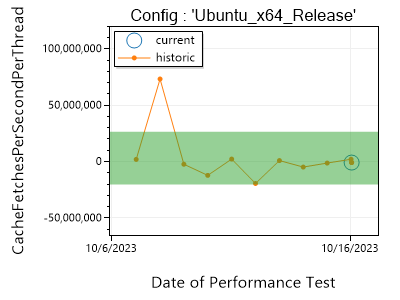 Config : 'Ubuntu_x64_Release'
current
historic
CacheFetchesPerSecondPerThread
100,000,000
50,000,000
0
-50,000,000
10/6/2023
10/16/2023
Date of Performance Test